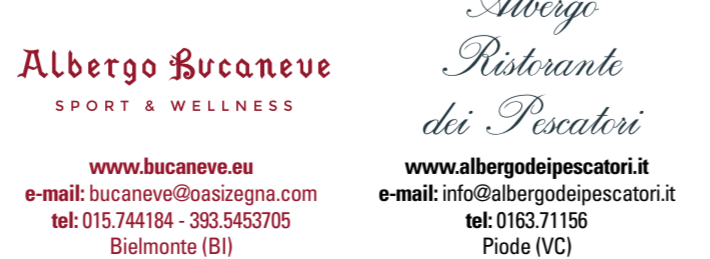 Albergo Bucaneve
SPORT & WELLNESS
www.bucaneve.eu
e-mail: bucaneve@oasizegna.com
tel: 015.744184 - 393.5453705
Bielmonte (BI)
Albergo
Ristorante
dei Pescatori
www.albergodeipescatori.it
e-mail: info@albergodeipescatori.it
tel: 0163.71156
Piode (VC)